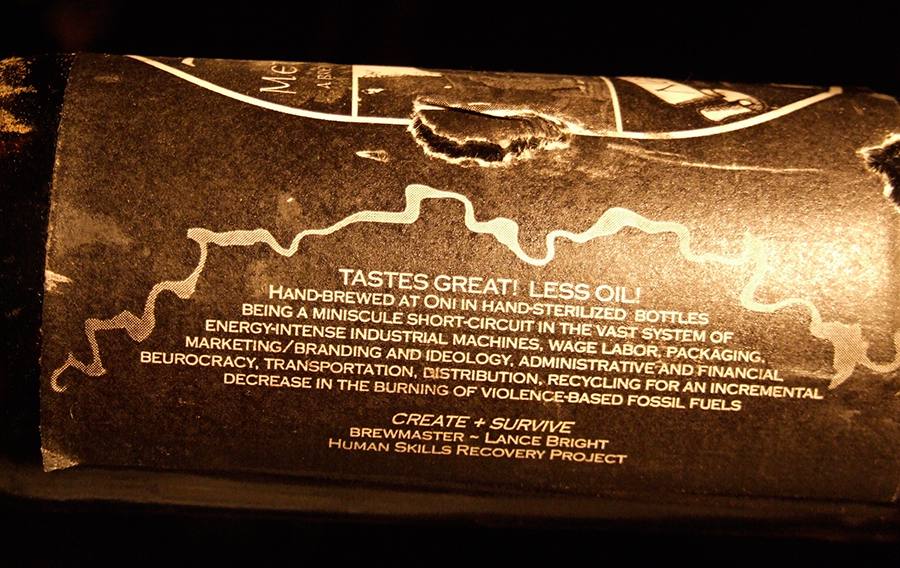 TASTES GREAT! LESS OIL!
HAND-BREWED AT ONI IN HAND-STERILIZED BOTTLES
BEING A MINISCULE SHORT-CIRCUIT IN THE VAST SYSTEM OF
ENERGY-INTENSE INDUSTRIAL MACHINES, WAGE LABOR, PACKAGING,
MARKETING/BRANDING AND IDEOLOGY, ADMINISTRATIVE AND FINANCIAL
BEUROCRACY, TRANSPORTATION, DISTRIBUTION, RECYCLING FOR AN INCREMENTAL
DECREASE IN THE BURNING OF VIOLENCE-BASED FOSSIL FUELS
CREATE + SURVIVE
BREWMASTER ~ LANCE BRIGHT
HUMAN SKILLS RECOVERY PROJECT